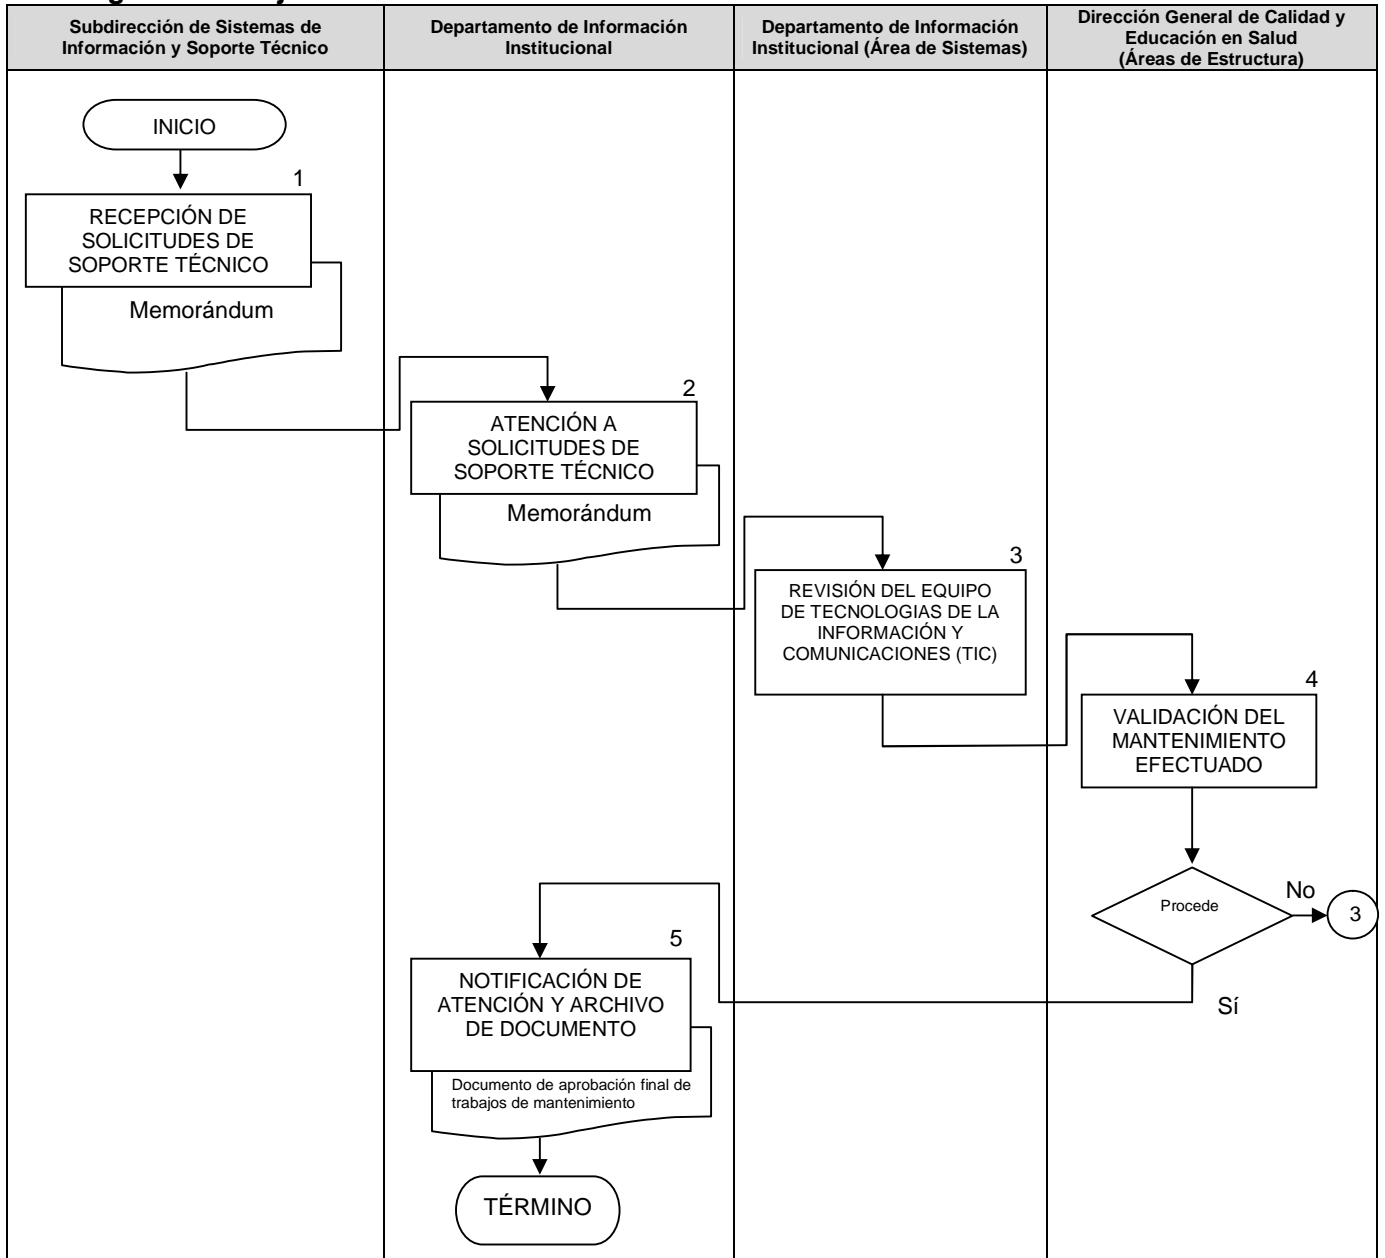 Subdirección de Sistemas de
Información y Soporte Técnico
Departamento de Información
Institucional
Departamento de Información
Institucional (Área de Sistemas)
Dirección General de Calidad y
Educación en Salud
(Áreas de Estructura)
INICIO
1
RECEPCIÓN DE
SOLICITUDES DE
SOPORTE TÉCNICO
Memorándum
2
ATENCIÓN A
SOLICITUDES DE
SOPORTE TÉCNICO
Memorándum
3
REVISIÓN DEL EQUIPO
DE TECNOLOGIAS DE LA
INFORMACIÓN Y
COMUNICACIONES (TIC)
4
VALIDACIÓN DEL
MANTENIMIENTO
EFECTUADO
Procede
No
3
Sí
5
NOTIFICACIÓN DE
ATENCIÓN Y ARCHIVO
DE DOCUMENTO
Documento de aprobación final de
trabajos de mantenimiento
TÉRMINO